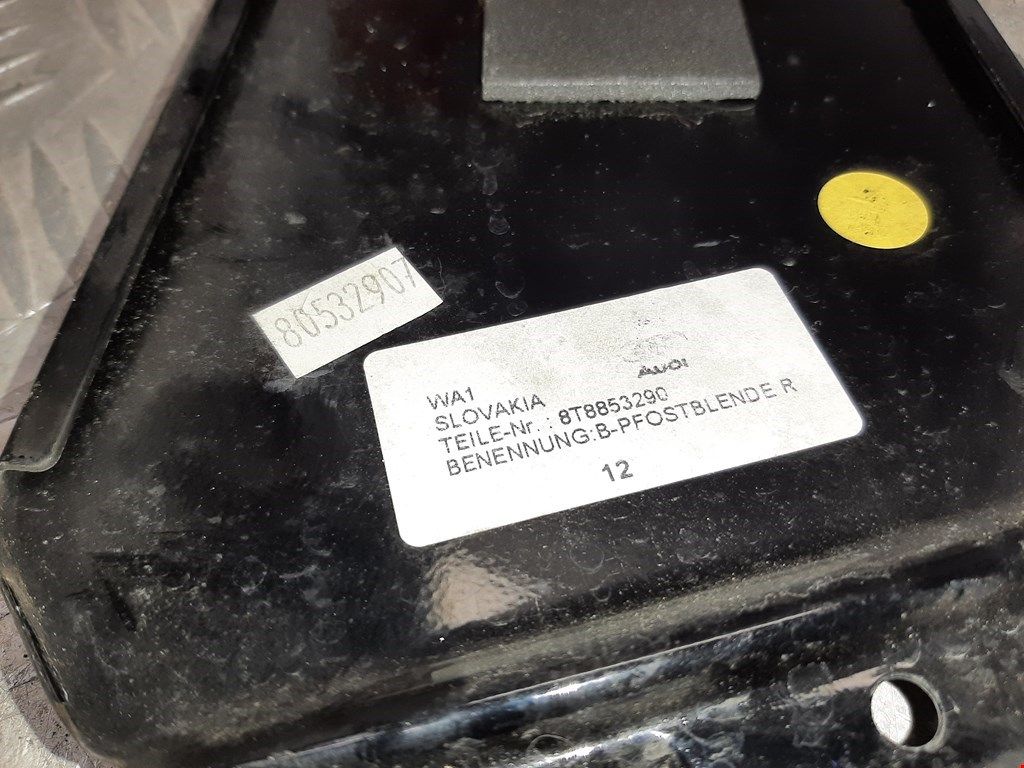 80532907
AUDI
WA1
SLOVAKIA
TEILE-Nr. : 8T8853290
BENENNUNG:B-PFOSTBLENDE R
12